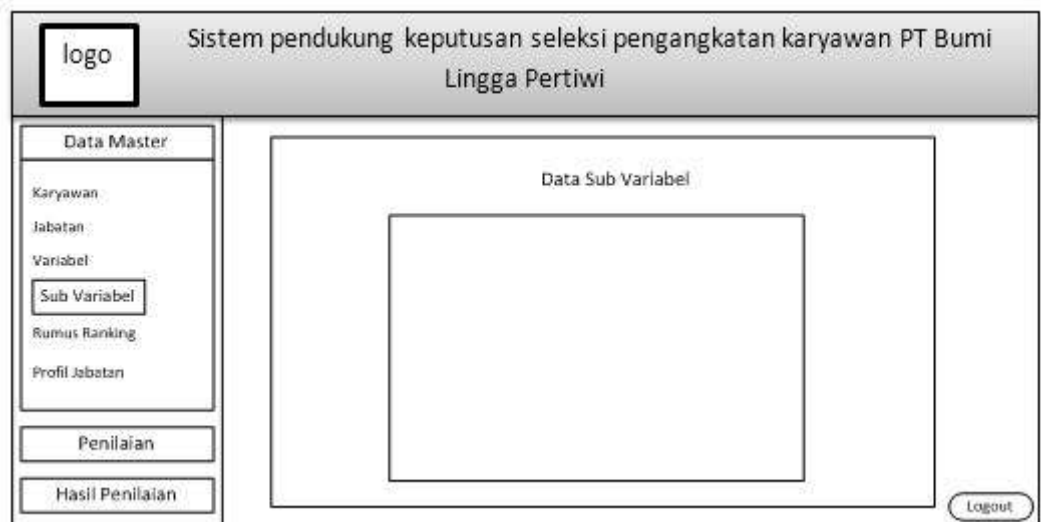 logo
Sistem pendukung keputusan seleksi pengangkatan karyawan PT Bumi
Lingga Pertiwi
Data Master
Karyawan
Jabatan
Variabel
Sub Variabel
Rumus Ranking
Profil Jabatan
Penilaian
Hasil Penilaian
Data Sub Variabel
Logout